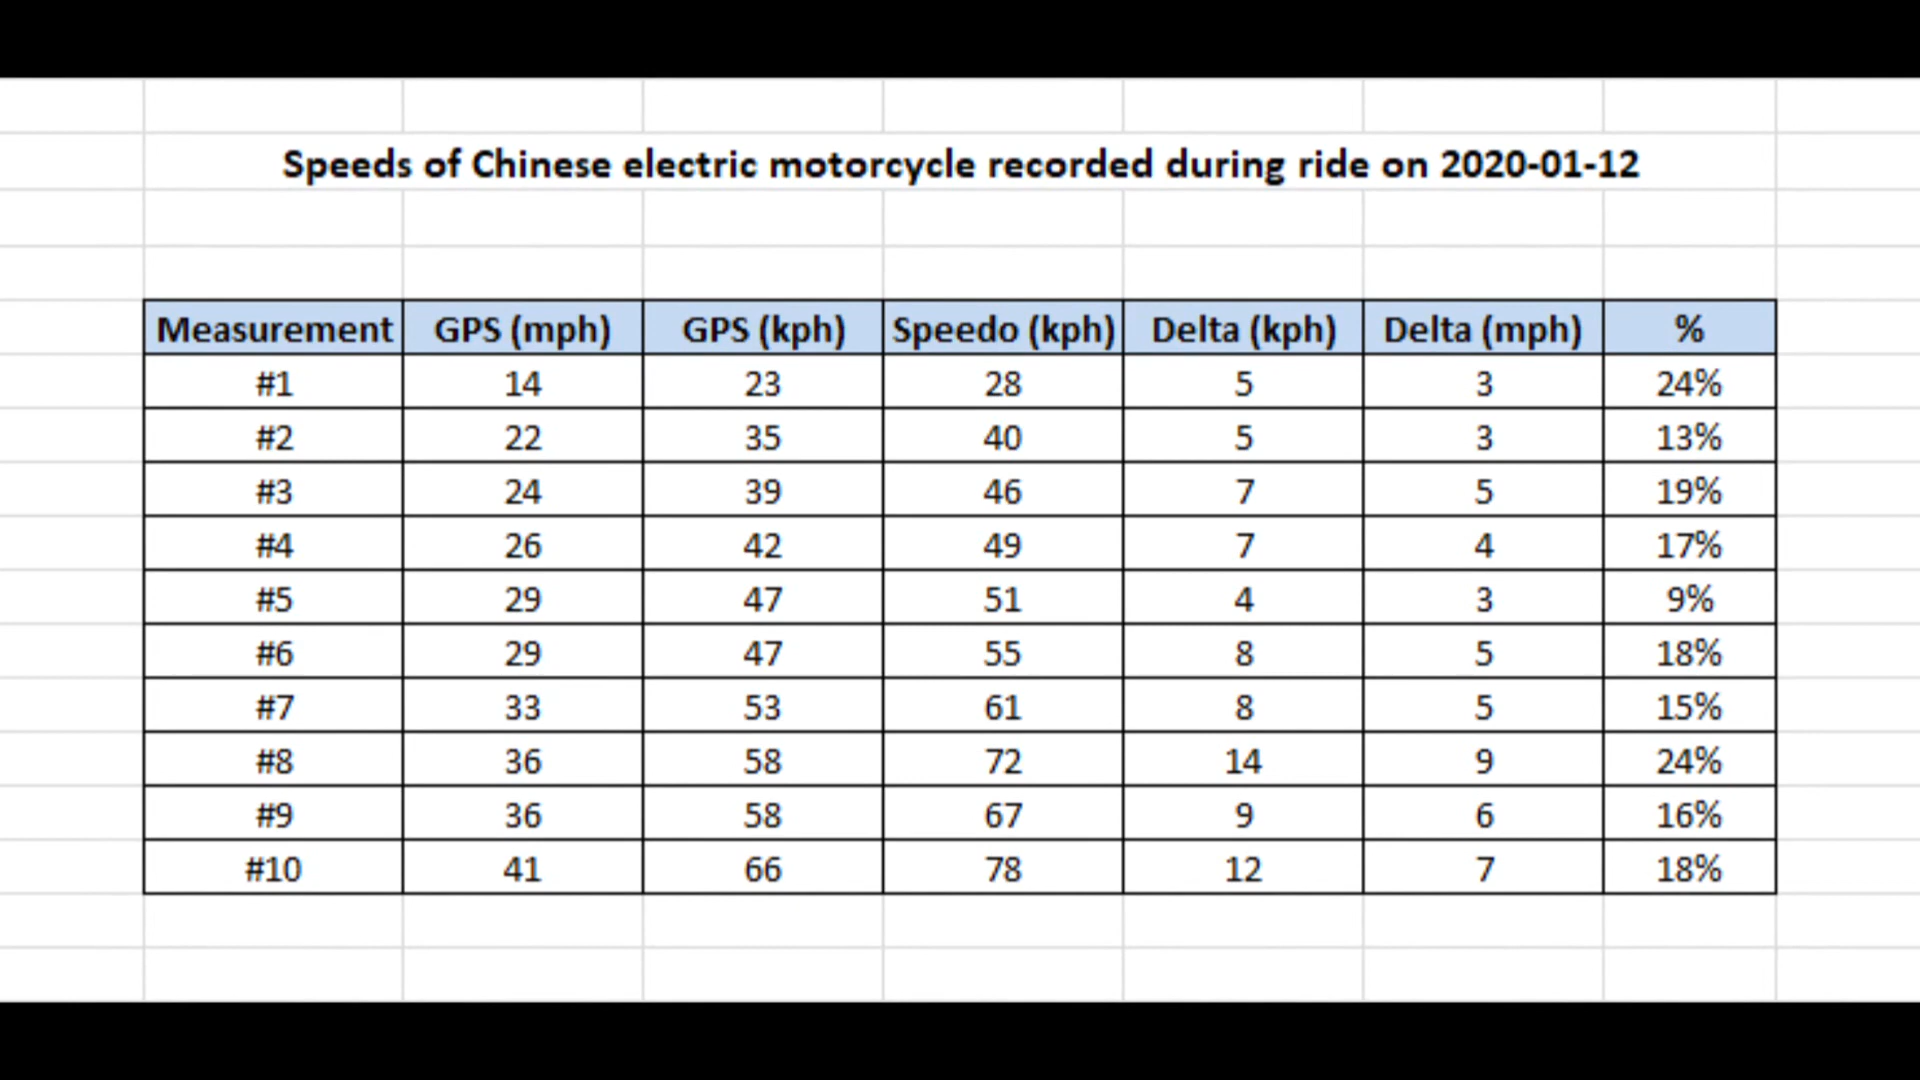 Speeds of Chinese electric motorcycle recorded during ride on 2020-01-12
Measurement GPS (mph) GPS (kph) Speedo (kph) Delta (kph) Delta (mph) %
#1 14 23 28 5 3 24%
#2 22 35 40 5 3 13%
#3 24 39 46 7 5 19%
#4 26 42 49 7 4 17%
#5 29 47 51 4 3 9%
#6 29 47 55 8 5 18%
#7 33 53 61 8 5 15%
#8 36 58 72 14 9 24%
#9 36 58 67 9 6 16%
#10 41 66 78 12 7 18%